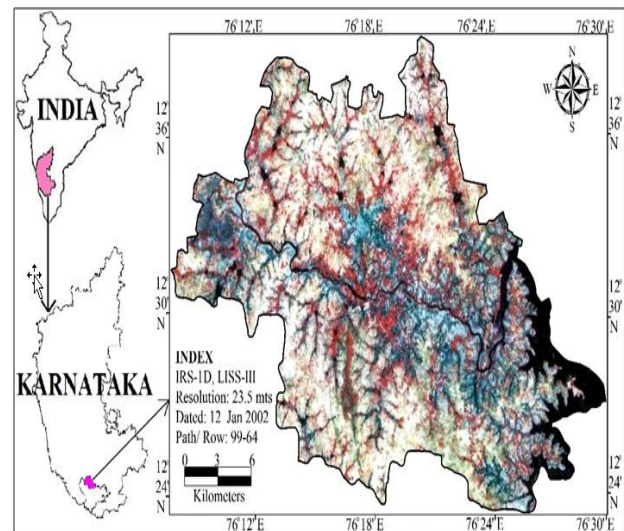 76°12'E 76°18'E 76°24'E 76°30'E
INDIA
N
W E
S
12°
36'
N
12°
36'
N
12°
30'
N
12°
30'
N
KARNATAKA
INDEX
IRS-1D, LISS-III
Resolution: 23.5 mts
Dated: 12 Jan 2002
Path/ Row: 99-64
0 3 6
Kilometers
12°
24'
N
12°
24'
N
76°12'E 76°18'E 76°24'E 76°30'E